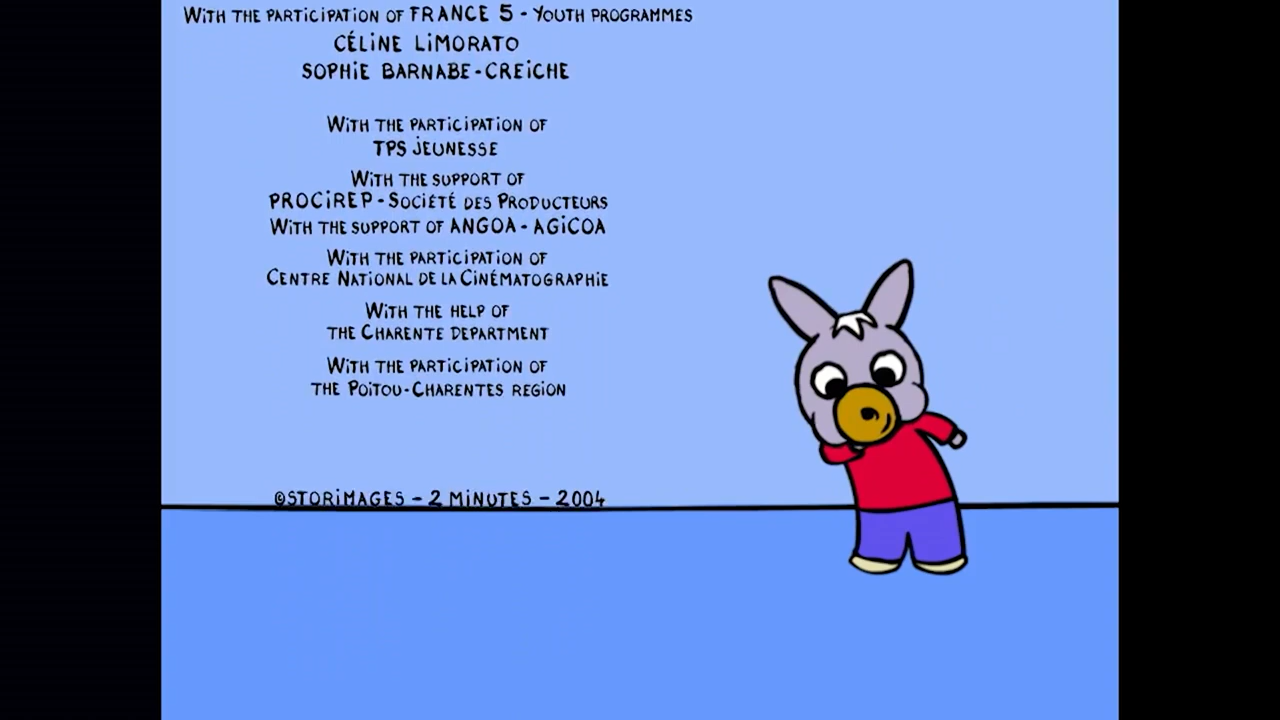 With the participation of FRANCE 5 - Youth programmes
CÉLINE LIMORATO
SOPHIE BARNABE-CREICHE
With the participation of
TPS JEUNESSE
With the support of
PROCIREP - Société des Producteurs
With the support of ANGOA - AGICOA
With the participation of
Centre National de la Cinématographie
With the help of
the Charente department
With the participation of
the Poitou-Charentes region
©STORIMAGES - 2 MINUTES - 2004